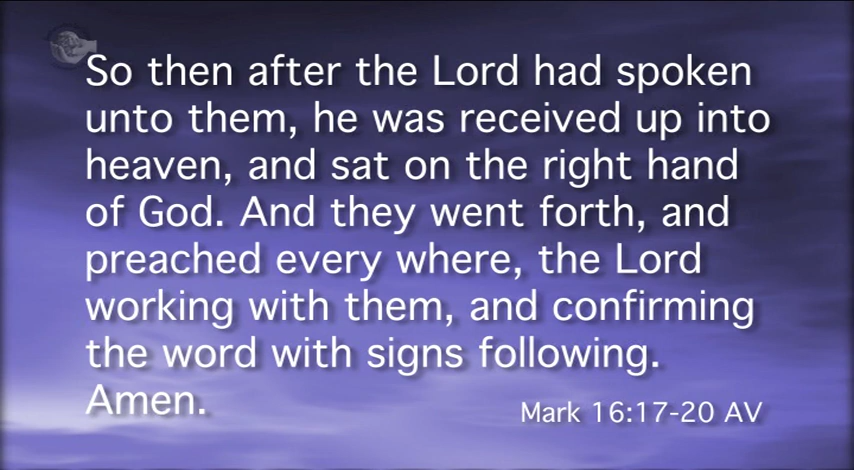 So then after the Lord had spoken
unto them, he was received up into
heaven, and sat on the right hand
of God. And they went forth, and
preached every where, the Lord
working with them, and confirming
the word with signs following.
Amen.
Mark 16:17-20 AV